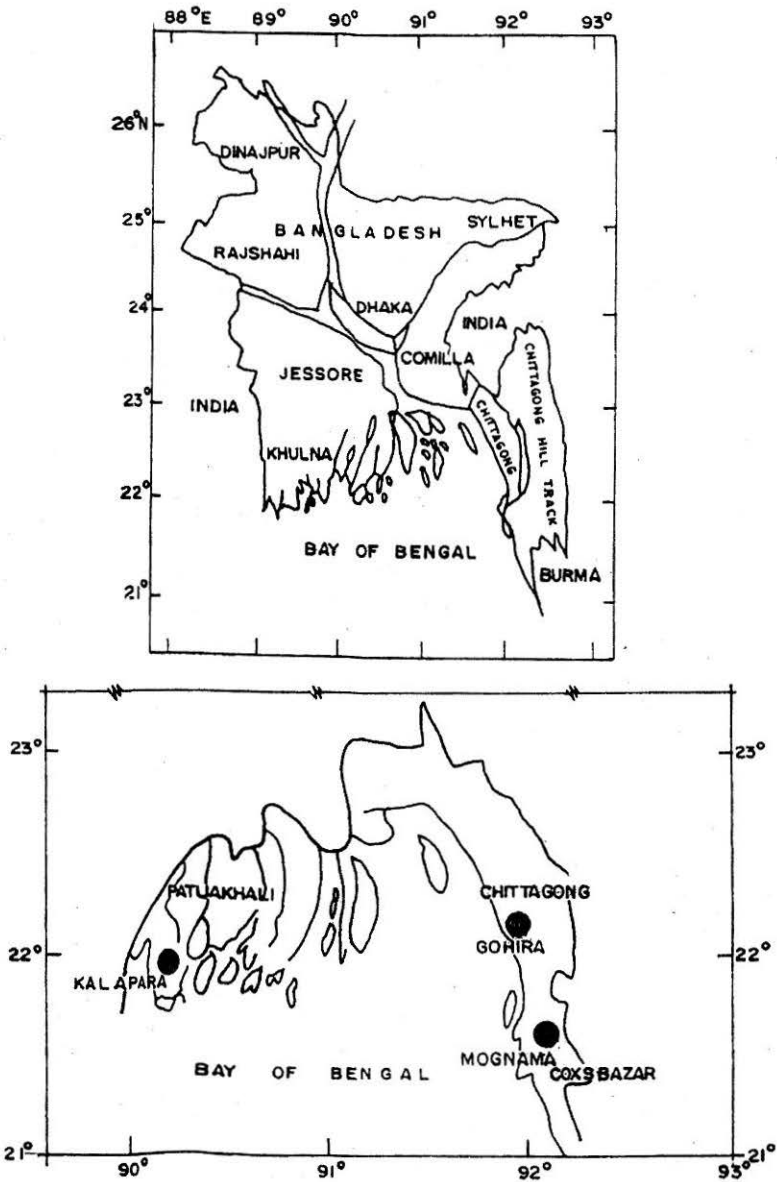 88°E 89° 90° 91° 92° 93°
26°N
DINAJPUR
25°
SYLHET
BANGLADESH
RAJSHAHI
24°
DHAKA
INDIA
COMILLA
CHITTAGONG HILL TRACK
JESSORE
23°
INDIA
CHITTAGONG
KHULNA
22°
BAY OF BENGAL
BURMA
21°
23° 23°
PATUAKHALI
CHITTAGONG
GOHIRA
22° 22°
KALAPARA
MOGNAMA
COXS BAZAR
BAY OF BENGAL
21° 21°
90° 91° 92° 93°